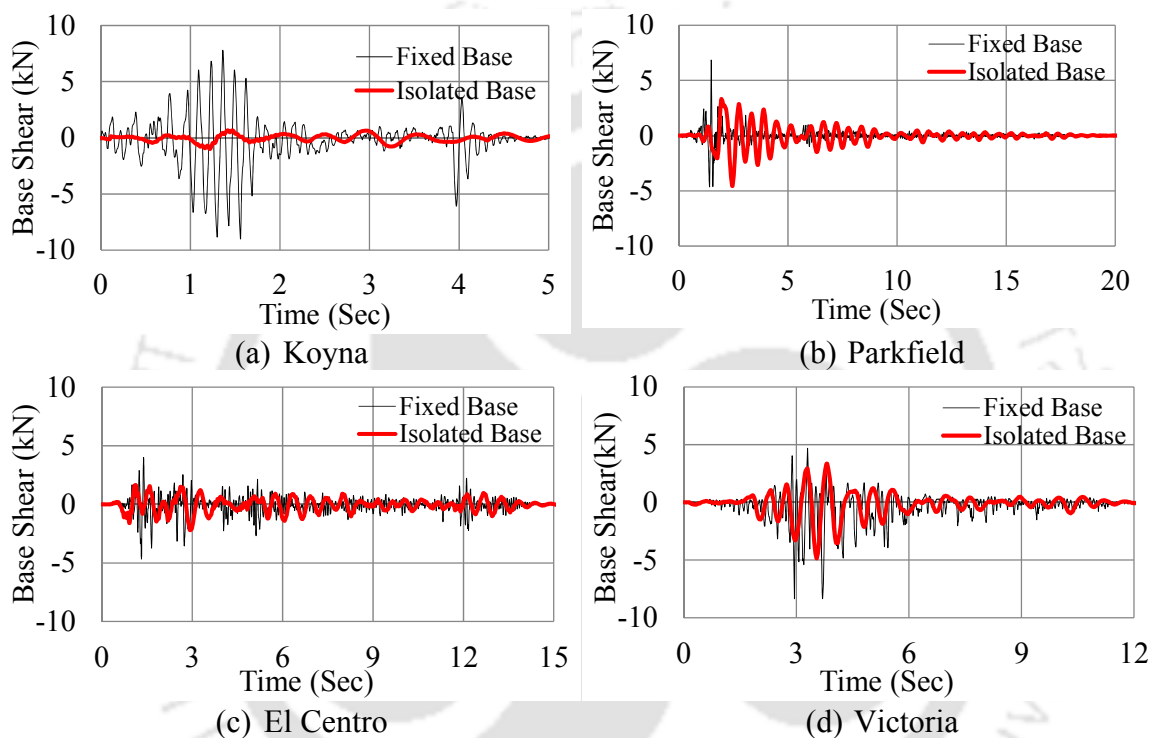 10
5
0
-5
-10
Base Shear (kN)
Fixed Base
Isolated Base
0 1 2 3 4 5
Time (Sec)
(a) Koyna
10
5
0
-5
-10
Base Shear (kN)
Fixed Base
Isolated Base
0 5 10 15 20
Time (Sec)
(b) Parkfield
10
5
0
-5
-10
Base Shear (kN)
Fixed Base
Isolated Base
0 3 6 9 12 15
Time (Sec)
(c) El Centro
10
5
0
-5
-10
Base Shear(kN)
Fixed Base
Isolated Base
0 3 6 9 12
Time (Sec)
(d) Victoria